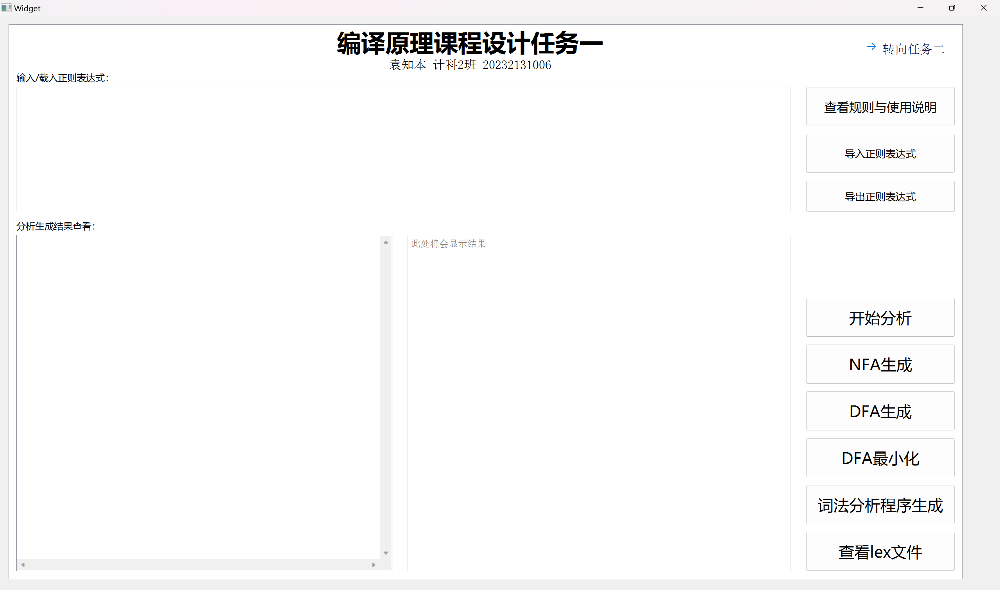 Widget
编译原理课程设计任务一
转向任务二
袁知本 计科2班 20232131006
输入/载入正则表达式：
查看规则与使用说明
导入正则表达式
导出正则表达式
分析生成结果查看：
此处将会显示结果
开始分析
NFA生成
DFA生成
DFA最小化
词法分析程序生成
查看lex文件